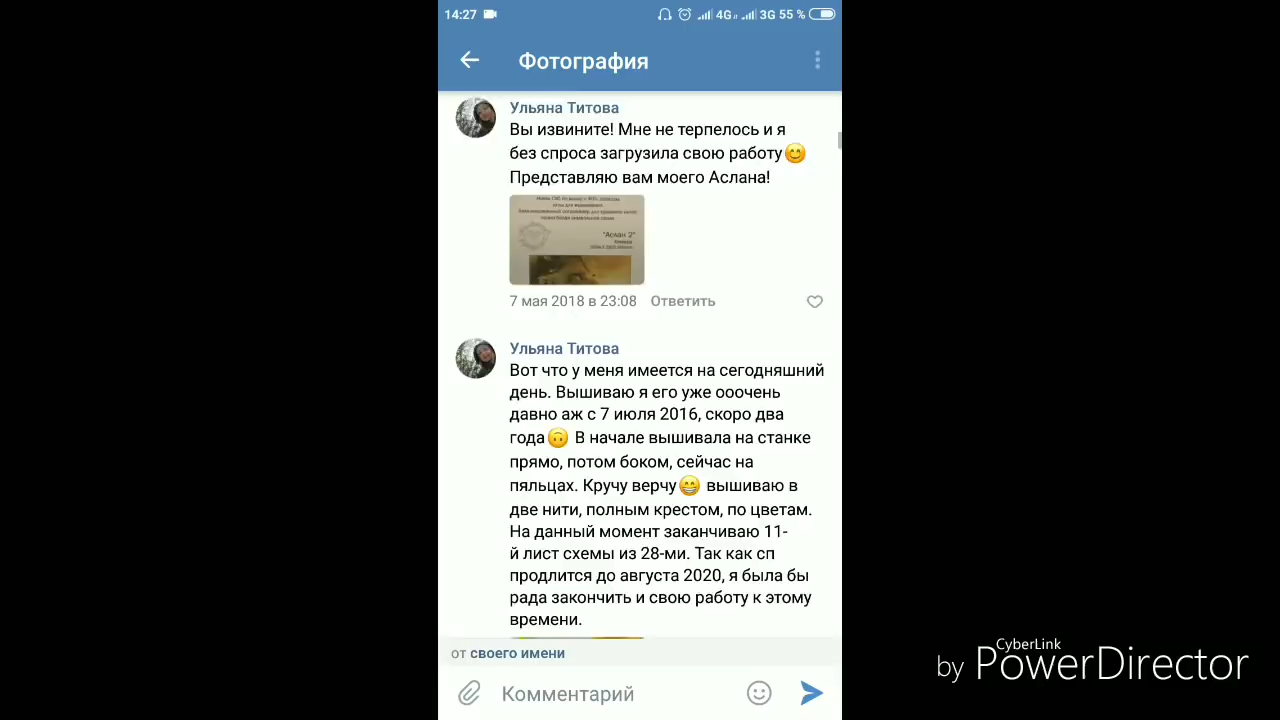 14:27
4G 3G 55 %
Фотография
Ульяна Титова
Вы извините! Мне не терпелось и я
без спроса загрузила свою работу😊
Представляю вам моего Аслана!
"Аслан 2"
7 мая 2018 в 23:08 Ответить
Ульяна Титова
Вот что у меня имеется на сегодняшний
день. Вышиваю я его уже ооочень
давно аж с 7 июля 2016, скоро два
года🙃 В начале вышивала на станке
прямо, потом боком, сейчас на
пяльцах. Кручу верчу😁 вышиваю в
две нити, полным крестом, по цветам.
На данный момент заканчиваю 11-
й лист схемы из 28-ми. Так как сп
продлится до августа 2020, я была бы
рада закончить и свою работу к этому
времени.
от своего имени
Комментарий
CyberLink
by PowerDirector